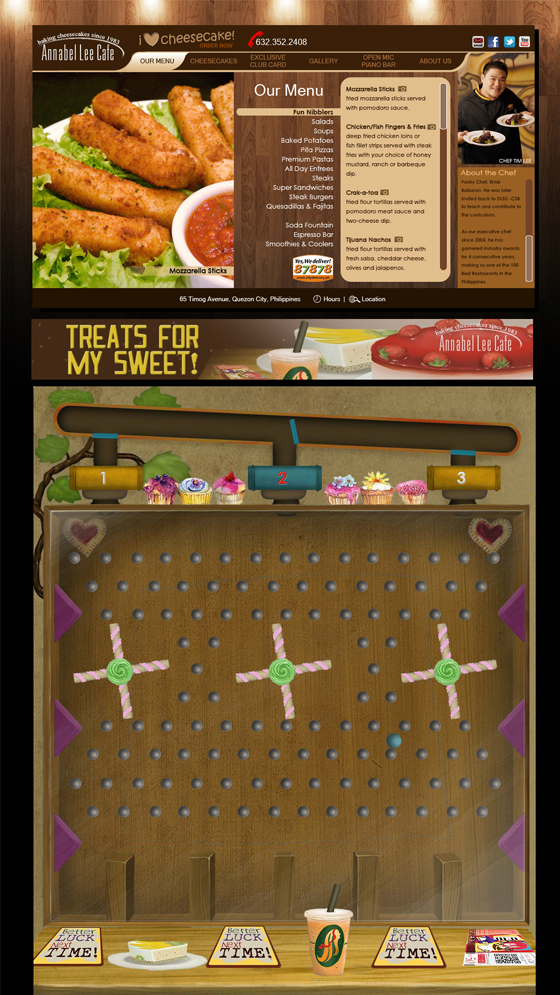 baking cheesecakes since 1983
Annabel Lee Cafe
i cheesecake!
ORDER NOW
632.352.2408
You Tube
OUR MENU
CHEESECAKES
EXCLUSIVE
CLUB CARD
GALLERY
OPEN MIC
PIANO BAR
ABOUT US
Mozzarella Sticks
Our Menu
Fun Nibblers
Salads
Soups
Baked Potatoes
Pita Pizzas
Premium Pastas
All Day Entrees
Steaks
Super Sandwiches
Steak Burgers
Quesadillas & Fajitas
Soda Fountain
Espresso Bar
Smoothies & Coolers
Yes, We deliver!
87878
Mozzarella Sticks
fried mozzarella sticks served
with pomodoro sauce.
Chicken/Fish Fingers & Fries
deep fried chicken loins or
fish fillet strips served with steak
fries with your choice of honey
mustard, ranch or barbeque
dip.
Crak-a-toa
fried flour tortillas served with
pomodoro meat sauce and
two-cheese dip.
Tijuana Nachos
fried flour tortillas served with
fresh salsa, cheddar cheese,
olives and jalapenos.
CHEF TIM LEE
About the Chef
Pastry Chef, Ernie
Babaran. He was later
invited back to DLSU -CSB
to teach and contribute to
the curriculum.
As our executive chef
since 2004, he has
garnered industry awards
for 4 consecutive years,
making us one of the 100
Best Restaurants in the
Philippines.
65 Timog Avenue, Quezon City, Philippines
Hours |
Location
TREATS FOR
MY SWEET!
baking cheesecakes since 1983
Annabel Lee Cafe
1
2
3
Better
LUCK
Next
TIME!
Better
LUCK
Next
TIME!
Better
LUCK
Next
TIME!